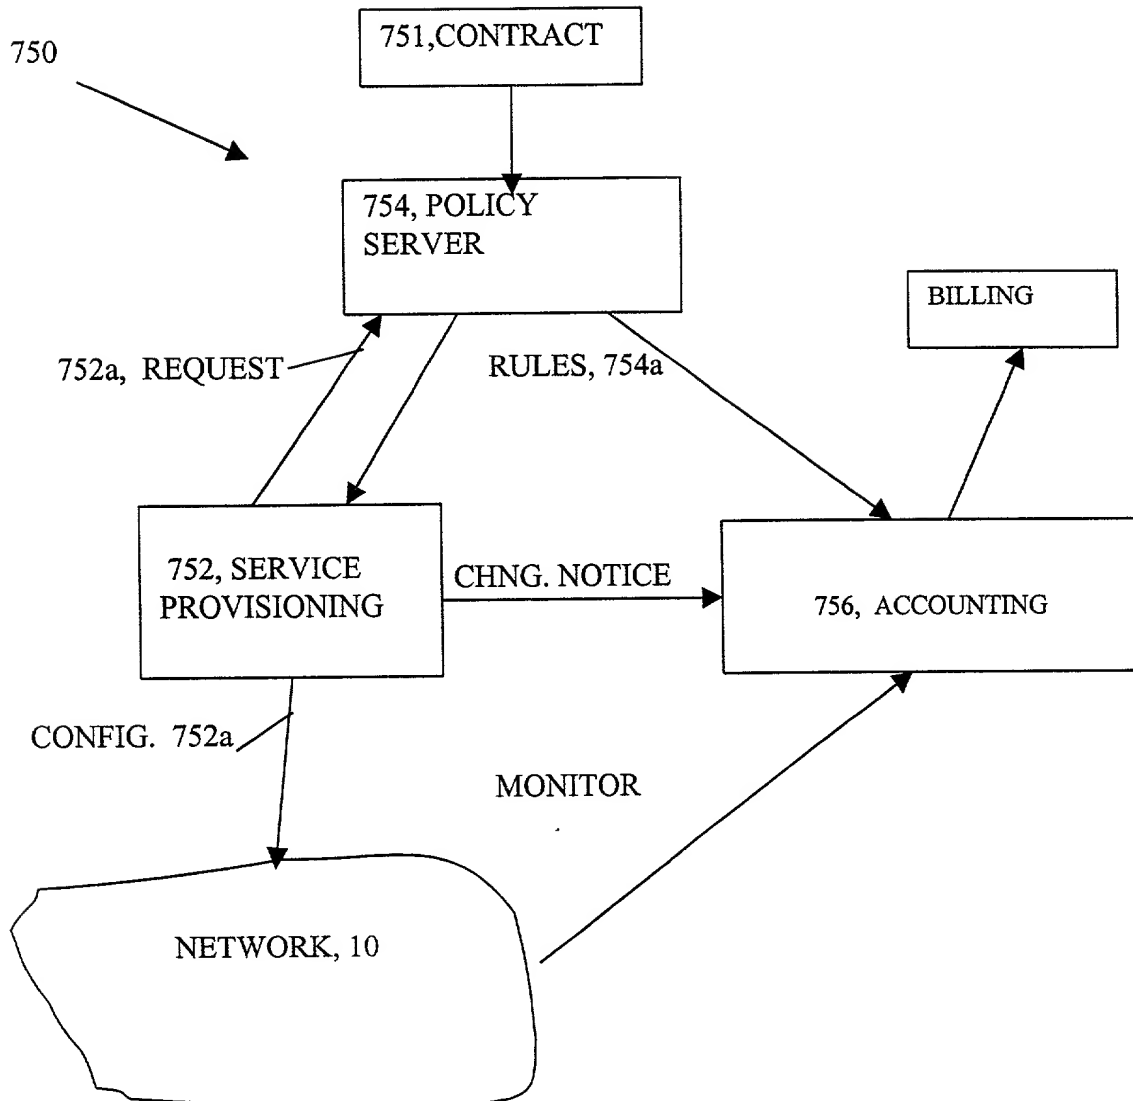 751,CONTRACT
750
754, POLICY
SERVER
BILLING
752a, REQUEST
RULES, 754a
752, SERVICE
PROVISIONING
CHNG. NOTICE
756, ACCOUNTING
CONFIG. 752a
MONITOR
NETWORK, 10